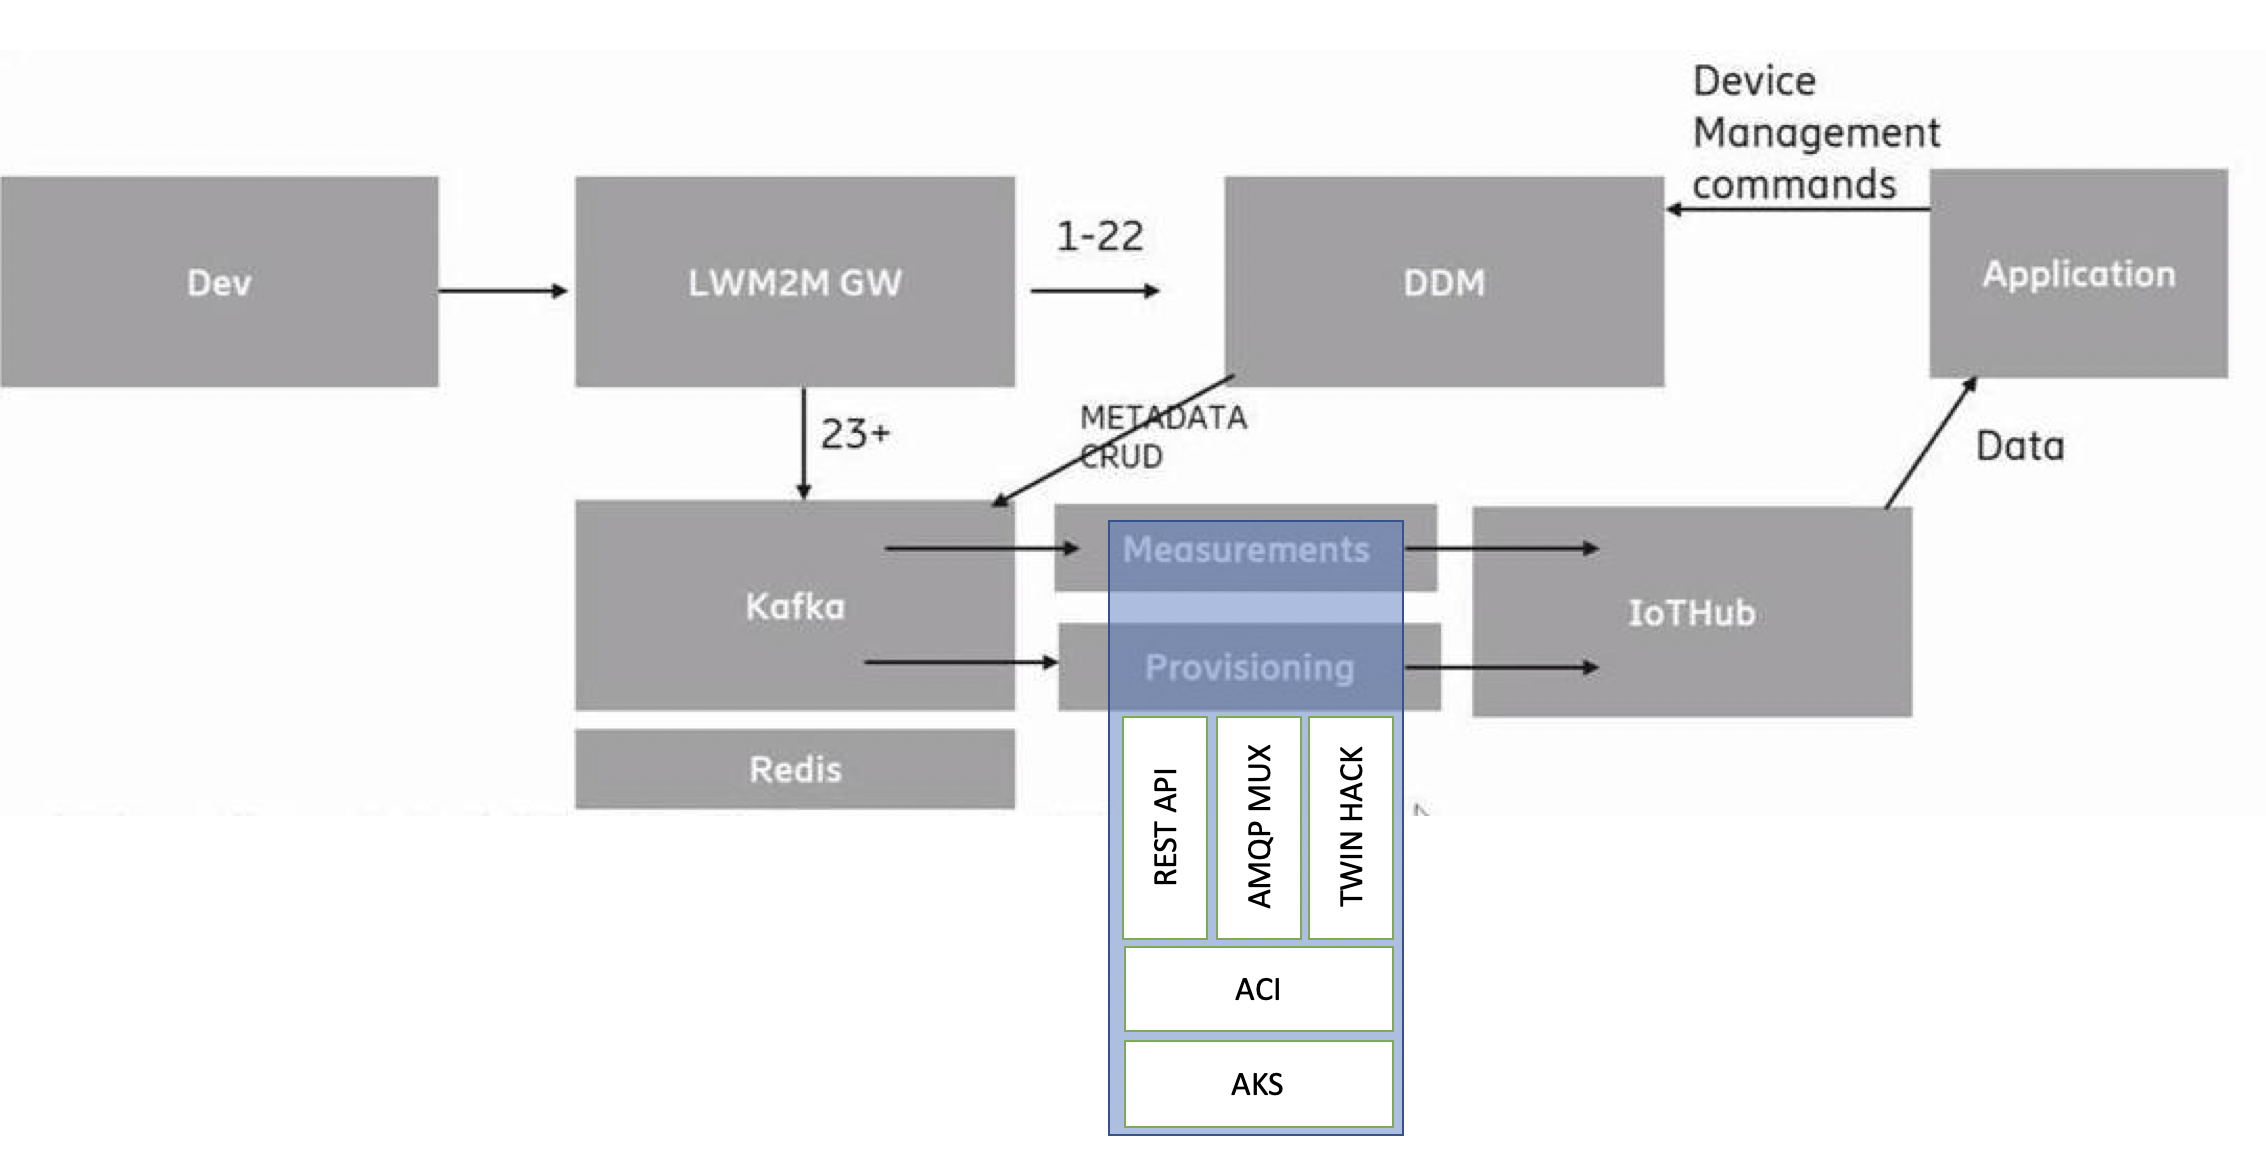 Device
Management
commands
Dev
LWM2M GW
1-22
DDM
Application
23+
METADATA
CRUD
Data
Measurements
Kafka
IoTHub
Provisioning
Redis
REST API
AMQP MUX
TWIN HACK
ACI
AKS